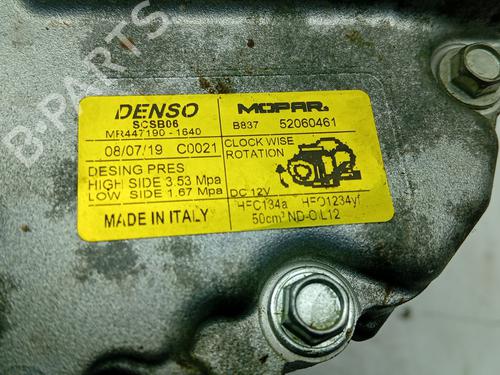 B-PARTS
DENSO
SCSB06
MR447190-1640
08/07/19 C0021
DESING PRES
HIGH SIDE 3.53 Mpa
LOW SIDE 1.67 Mpa
MADE IN ITALY
MOPAR.
B837 52060461
CLOCK WISE
ROTATION
DC 12V
HFC134a HFO1234yf
50cm³ ND-OIL12